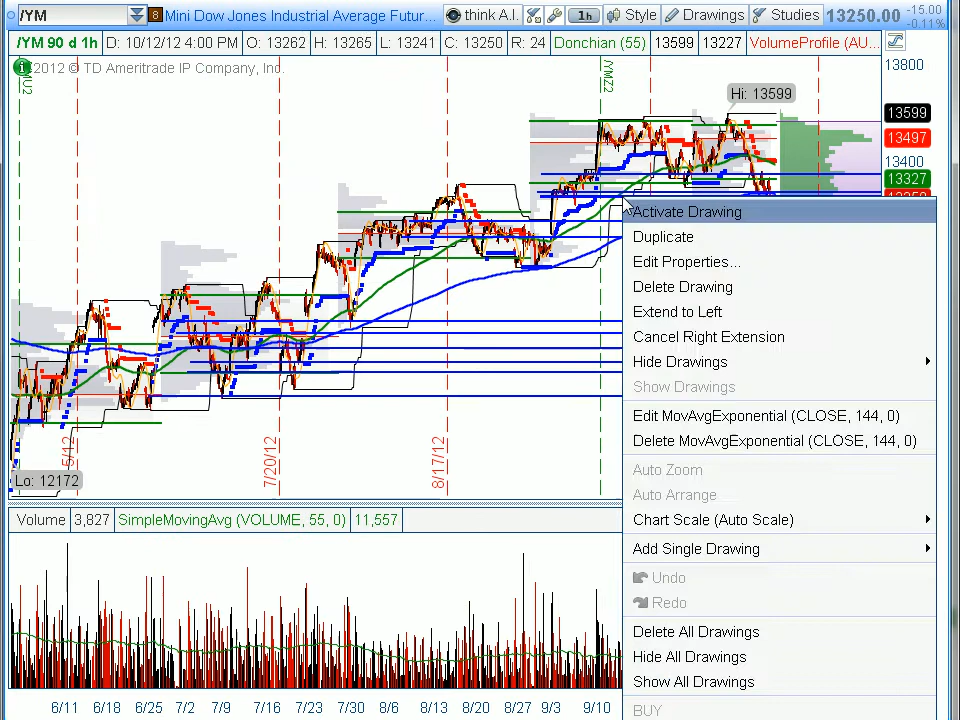 /YM 8 Mini Dow Jones Industrial Average Futur... think A.I. 1h Style Drawings Studies 13250.00 -15.00 -0.11%
/YM 90 d 1h D: 10/12/12 4:00 PM O: 13262 H: 13265 L: 13241 C: 13250 R: 24 Donchian (55) 13599 13227 VolumeProfile (AU...
2012 © TD Ameritrade IP Company, Inc.
/YMZ2
Hi: 13599
13800
13599
13497
13400
13327
Activate Drawing
Duplicate
Edit Properties...
Delete Drawing
Extend to Left
Cancel Right Extension
Hide Drawings
Show Drawings
Edit MovAvgExponential (CLOSE, 144, 0)
Delete MovAvgExponential (CLOSE, 144, 0)
Auto Zoom
Auto Arrange
Chart Scale (Auto Scale)
Add Single Drawing
Undo
Redo
Delete All Drawings
Hide All Drawings
Show All Drawings
BUY
7/20/12
8/17/12
Lo: 12172
Volume 3,827 SimpleMovingAvg (VOLUME, 55, 0) 11,557
6/11 6/18 6/25 7/2 7/9 7/16 7/23 7/30 8/6 8/13 8/20 8/27 9/3 9/10